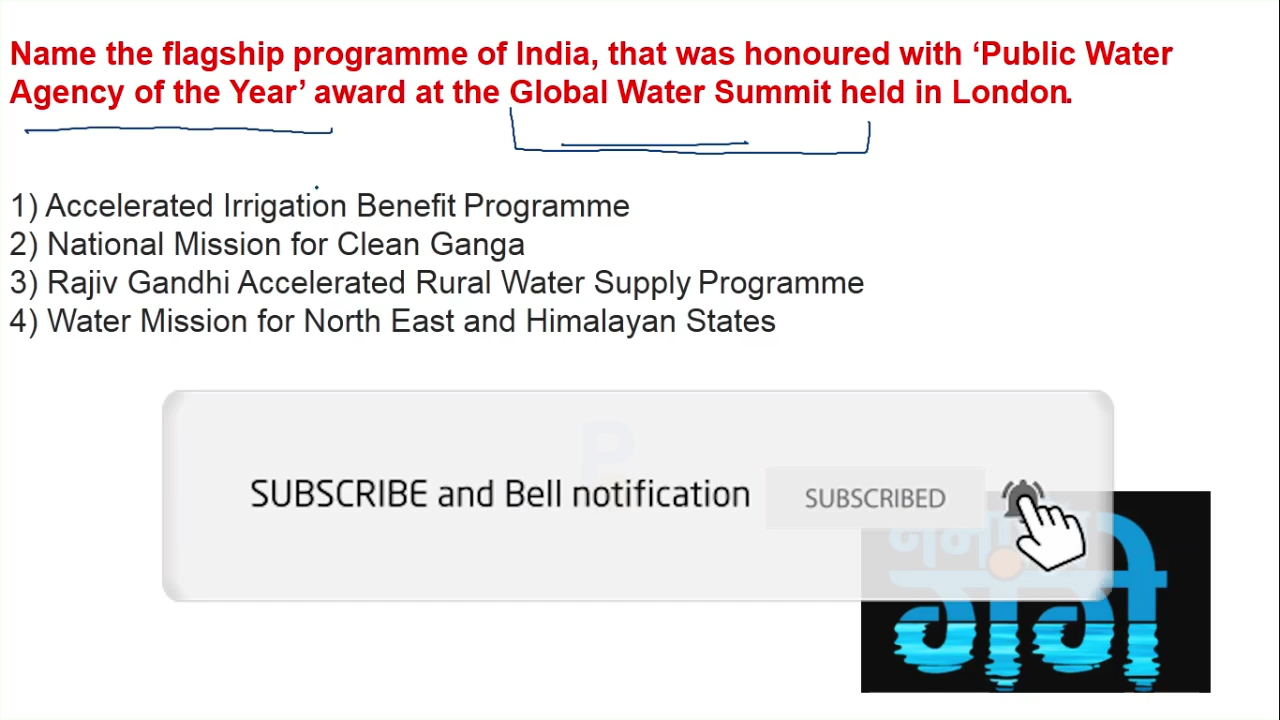 Name the flagship programme of India, that was honoured with ‘Public Water
Agency of the Year’ award at the Global Water Summit held in London.
1) Accelerated Irrigation Benefit Programme
2) National Mission for Clean Ganga
3) Rajiv Gandhi Accelerated Rural Water Supply Programme
4) Water Mission for North East and Himalayan States
P
SUBSCRIBE and Bell notification SUBSCRIBED
नमामि
गंगे